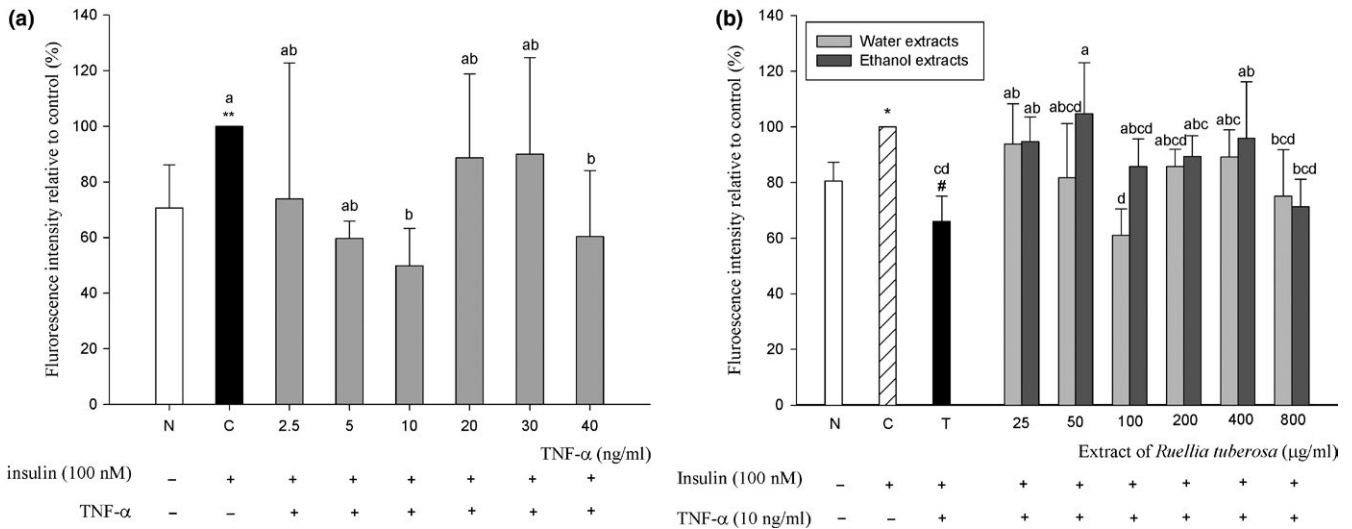 (a)
Flurorescence intensity relative to control (%)
140
120
100
80
60
40
20
0
a
**
ab
ab
b
ab
ab
b
N C 2.5 5 10 20 30 40
TNF-α (ng/ml)
insulin (100 nM) – + + + + + + +
TNF-α – – + + + + + +
(b)
Fluroescence intensity relative to control (%)
140
120
100
80
60
40
20
0
Water extracts
Ethanol extracts
*
cd
#
ab ab
abcd a
d abcd
abcd abc
abc ab
bcd bcd
N C T 25 50 100 200 400 800
Extract of Ruellia tuberosa (μg/ml)
Insulin (100 nM) – + + + + + + + +
TNF-α (10 ng/ml) – – + + + + + + +